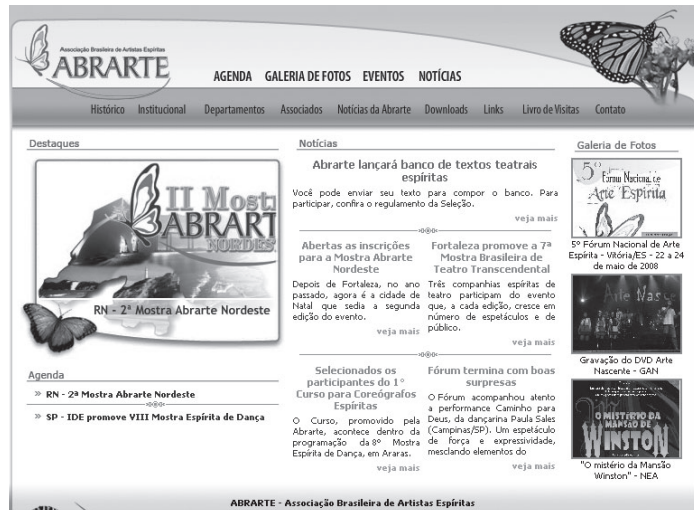 Associação Brasileira de Artistas Espíritas
ABRARTE
AGENDA GALERIA DE FOTOS EVENTOS NOTÍCIAS
Histórico Institucional Departamentos Associados Notícias da Abrarte Downloads Links Livro de Visitas Contato
Destaques
II Most
ABRART
NORDES
RN - 2ª Mostra Abrarte Nordeste
Agenda
» RN - 2ª Mostra Abrarte Nordeste
» SP - IDE promove VIII Mostra Espírita de Dança
Notícias
Abrarte lançará banco de textos teatrais
espíritas
Você pode enviar seu texto para compor o banco. Para
participar, confira o regulamento da Seleção.
veja mais
Abertas as inscrições
para a Mostra Abrarte
Nordeste
Depois de Fortaleza, no ano
passado, agora é a cidade de
Natal que sedia a segunda
edição do evento.
veja mais
Fortaleza promove a 7ª
Mostra Brasileira de
Teatro Transcendental
Três companhias espíritas de
teatro participam do evento
que, a cada edição, cresce em
número de espetáculos e de
público.
veja mais
Selecionados os
participantes do 1°
Curso para Coreógrafos
Espíritas
O Curso, promovido pela
Abrarte, acontece dentro da
programação da 8º Mostra
Espírita de Dança, em Araras.
veja mais
Fórum termina com boas
surpresas
O Fórum acompanhou atento
a performance Caminho para
Deus, da dançarina Paula Sales
(Campinas/SP). Um espetáculo
de força e expressividade,
mesclando elementos do
veja mais
Galeria de Fotos
5º Fórum Nacional de
Arte Espírita
5º Fórum Nacional de Arte
Espírita - Vitória/ES - 22 a 24
de maio de 2008
Arte Nasce
Gravação do DVD Arte
Nascente - GAN
O MISTÉRIO DA
MANSÃO DE
WINSTON
"O mistério da Mansão
Winston" - NEA
ABRARTE - Associação Brasileira de Artistas Espíritas